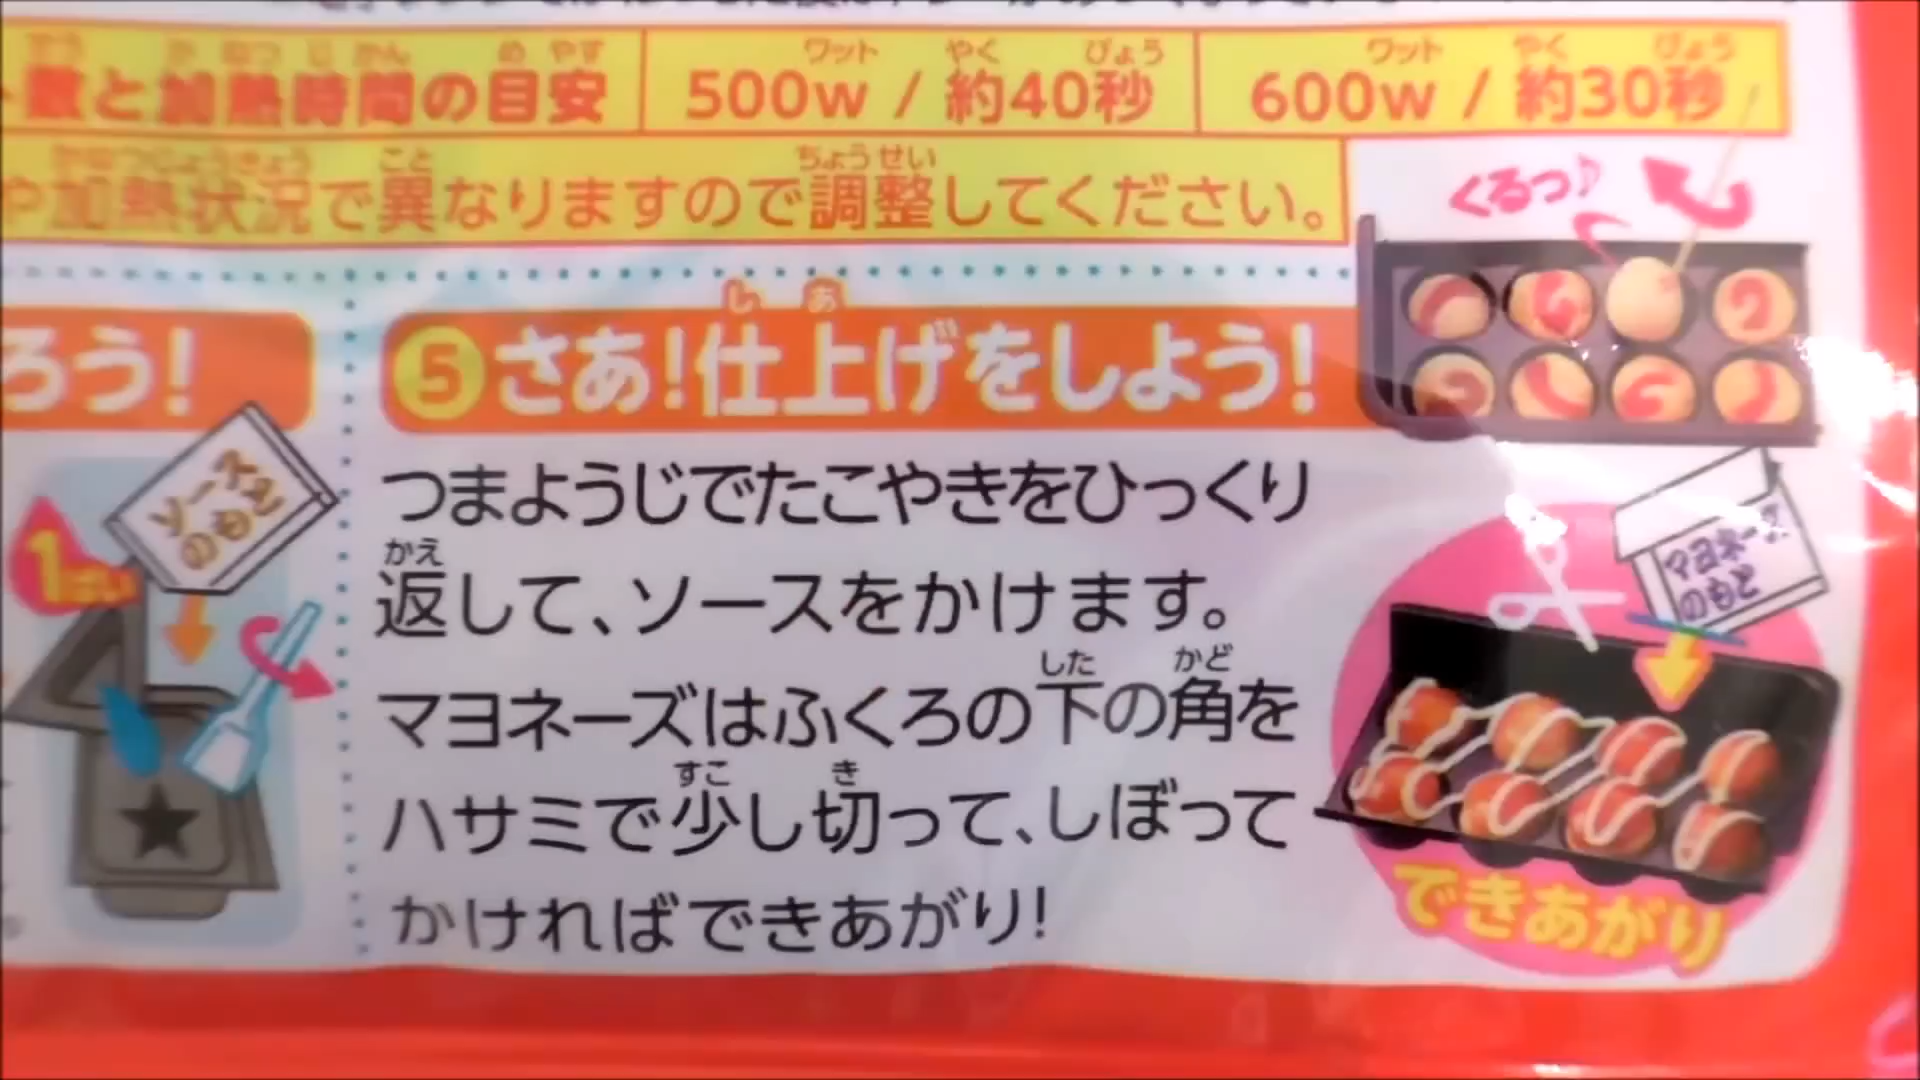 数と加熱時間の目安
500w / 約40秒
600w / 約30秒
や加熱状況で異なりますので調整してください。
くるっ♪
ろう!
⑤さあ!仕上げをしよう!
ソース
のもと
1ぱい
つまようじでたこやきをひっくり
返して、ソースをかけます。
マヨネーズはふくろの下の角を
ハサミで少し切って、しぼって
かければできあがり!
マヨネーズ
のもと
できあがり